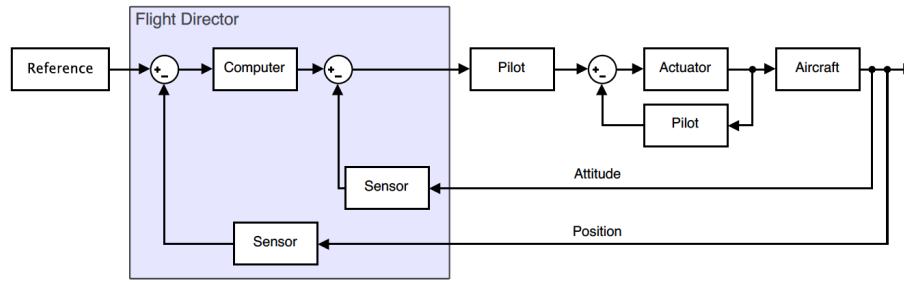 Flight Director
Reference
+
-
Computer
+
-
Pilot
+
-
Actuator
Aircraft
Pilot
Sensor
Attitude
Sensor
Position